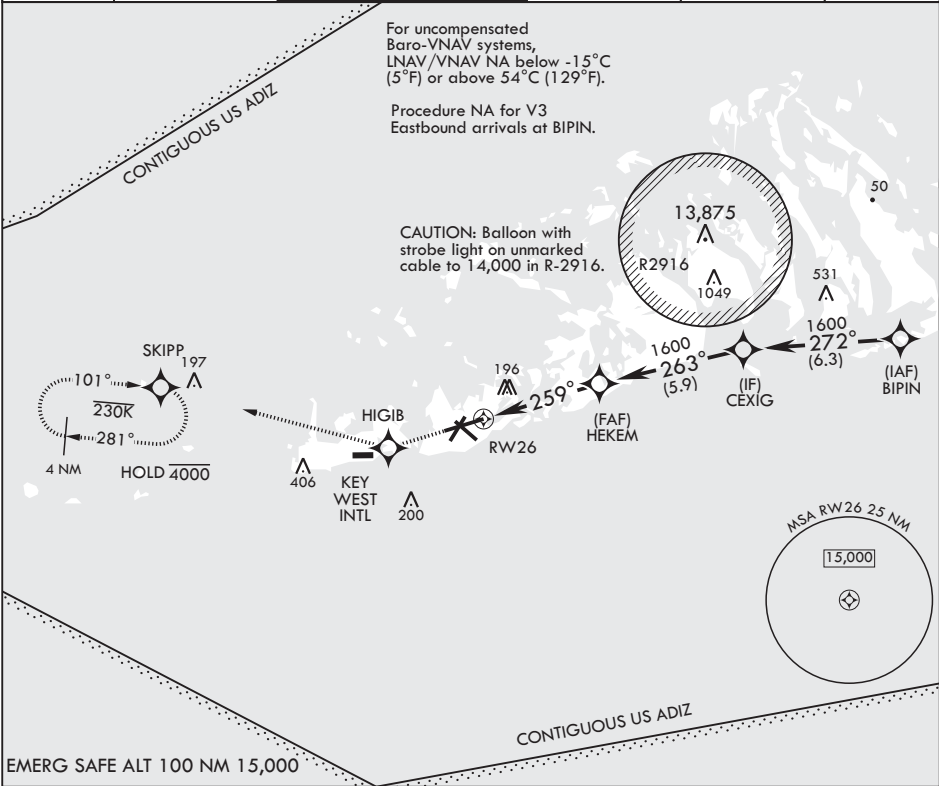 For uncompensated
Baro-VNAV systems,
LNAV/VNAV NA below -15°C
(5°F) or above 54°C (129°F).
Procedure NA for V3
Eastbound arrivals at BIPIN.
CONTIGUOUS US ADIZ
CAUTION: Balloon with
strobe light on unmarked
cable to 14,000 in R-2916.
13,875
R2916
1049
50
531
1600
272°
(6.3)
(IAF)
BIPIN
1600
263°
(5.9)
(IF)
CEXIG
SKIPP
197
101°
230K
281°
4 NM
HOLD 4000
196
259°
(FAF)
HEKEM
HIGIB
RW26
406
KEY
WEST
INTL
200
MSA RW26 25 NM
15,000
CONTIGUOUS US ADIZ
EMERG SAFE ALT 100 NM 15,000